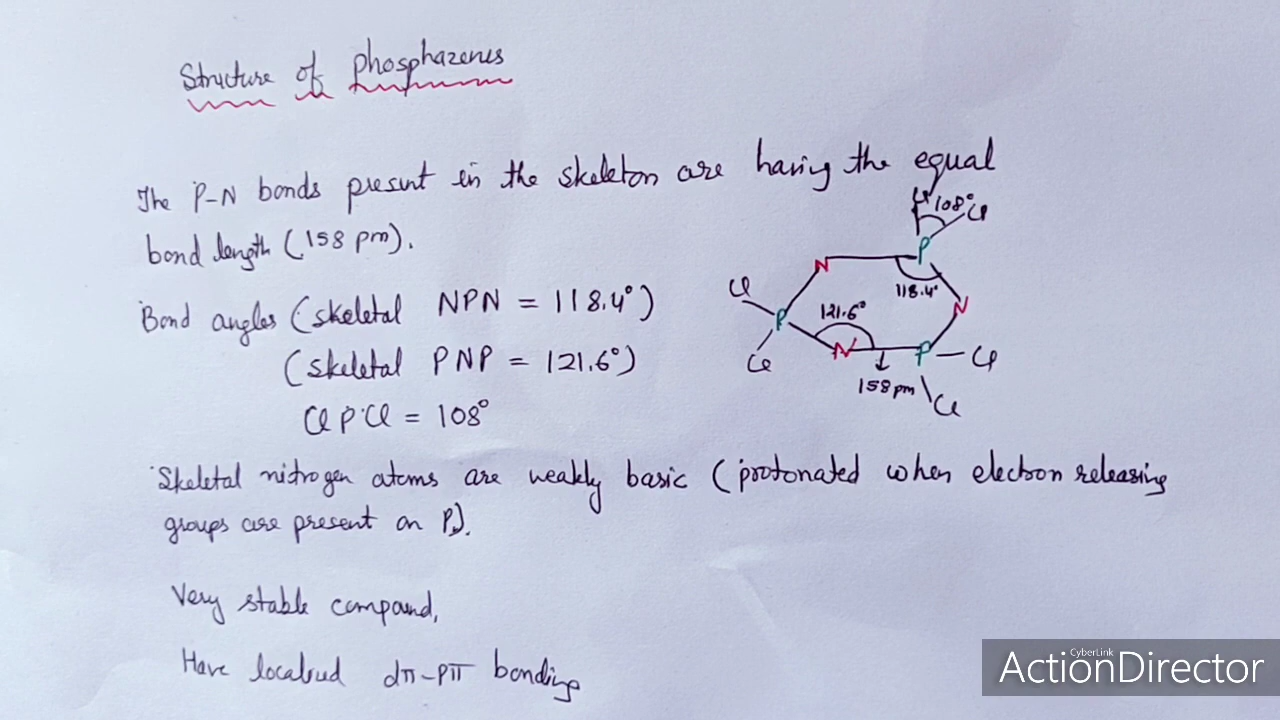 Structure of phosphazenes
The P-N bonds present in the skeleton are having the equal
bond length (158 pm).
Bond angles (skeletal NPN = 118.4°)
(skeletal PNP = 121.6°)
Cl P Cl = 108°
Cl 108° Cl
N P
118.4°
Cl 121.6° N
P
Cl N P Cl
158 pm Cl
Skeletal nitrogen atoms are weakly basic (protonated when electron releasing
groups are present on P).
Very stable compound,
Have localised dπ-pπ bonding
CyberLink
ActionDirector